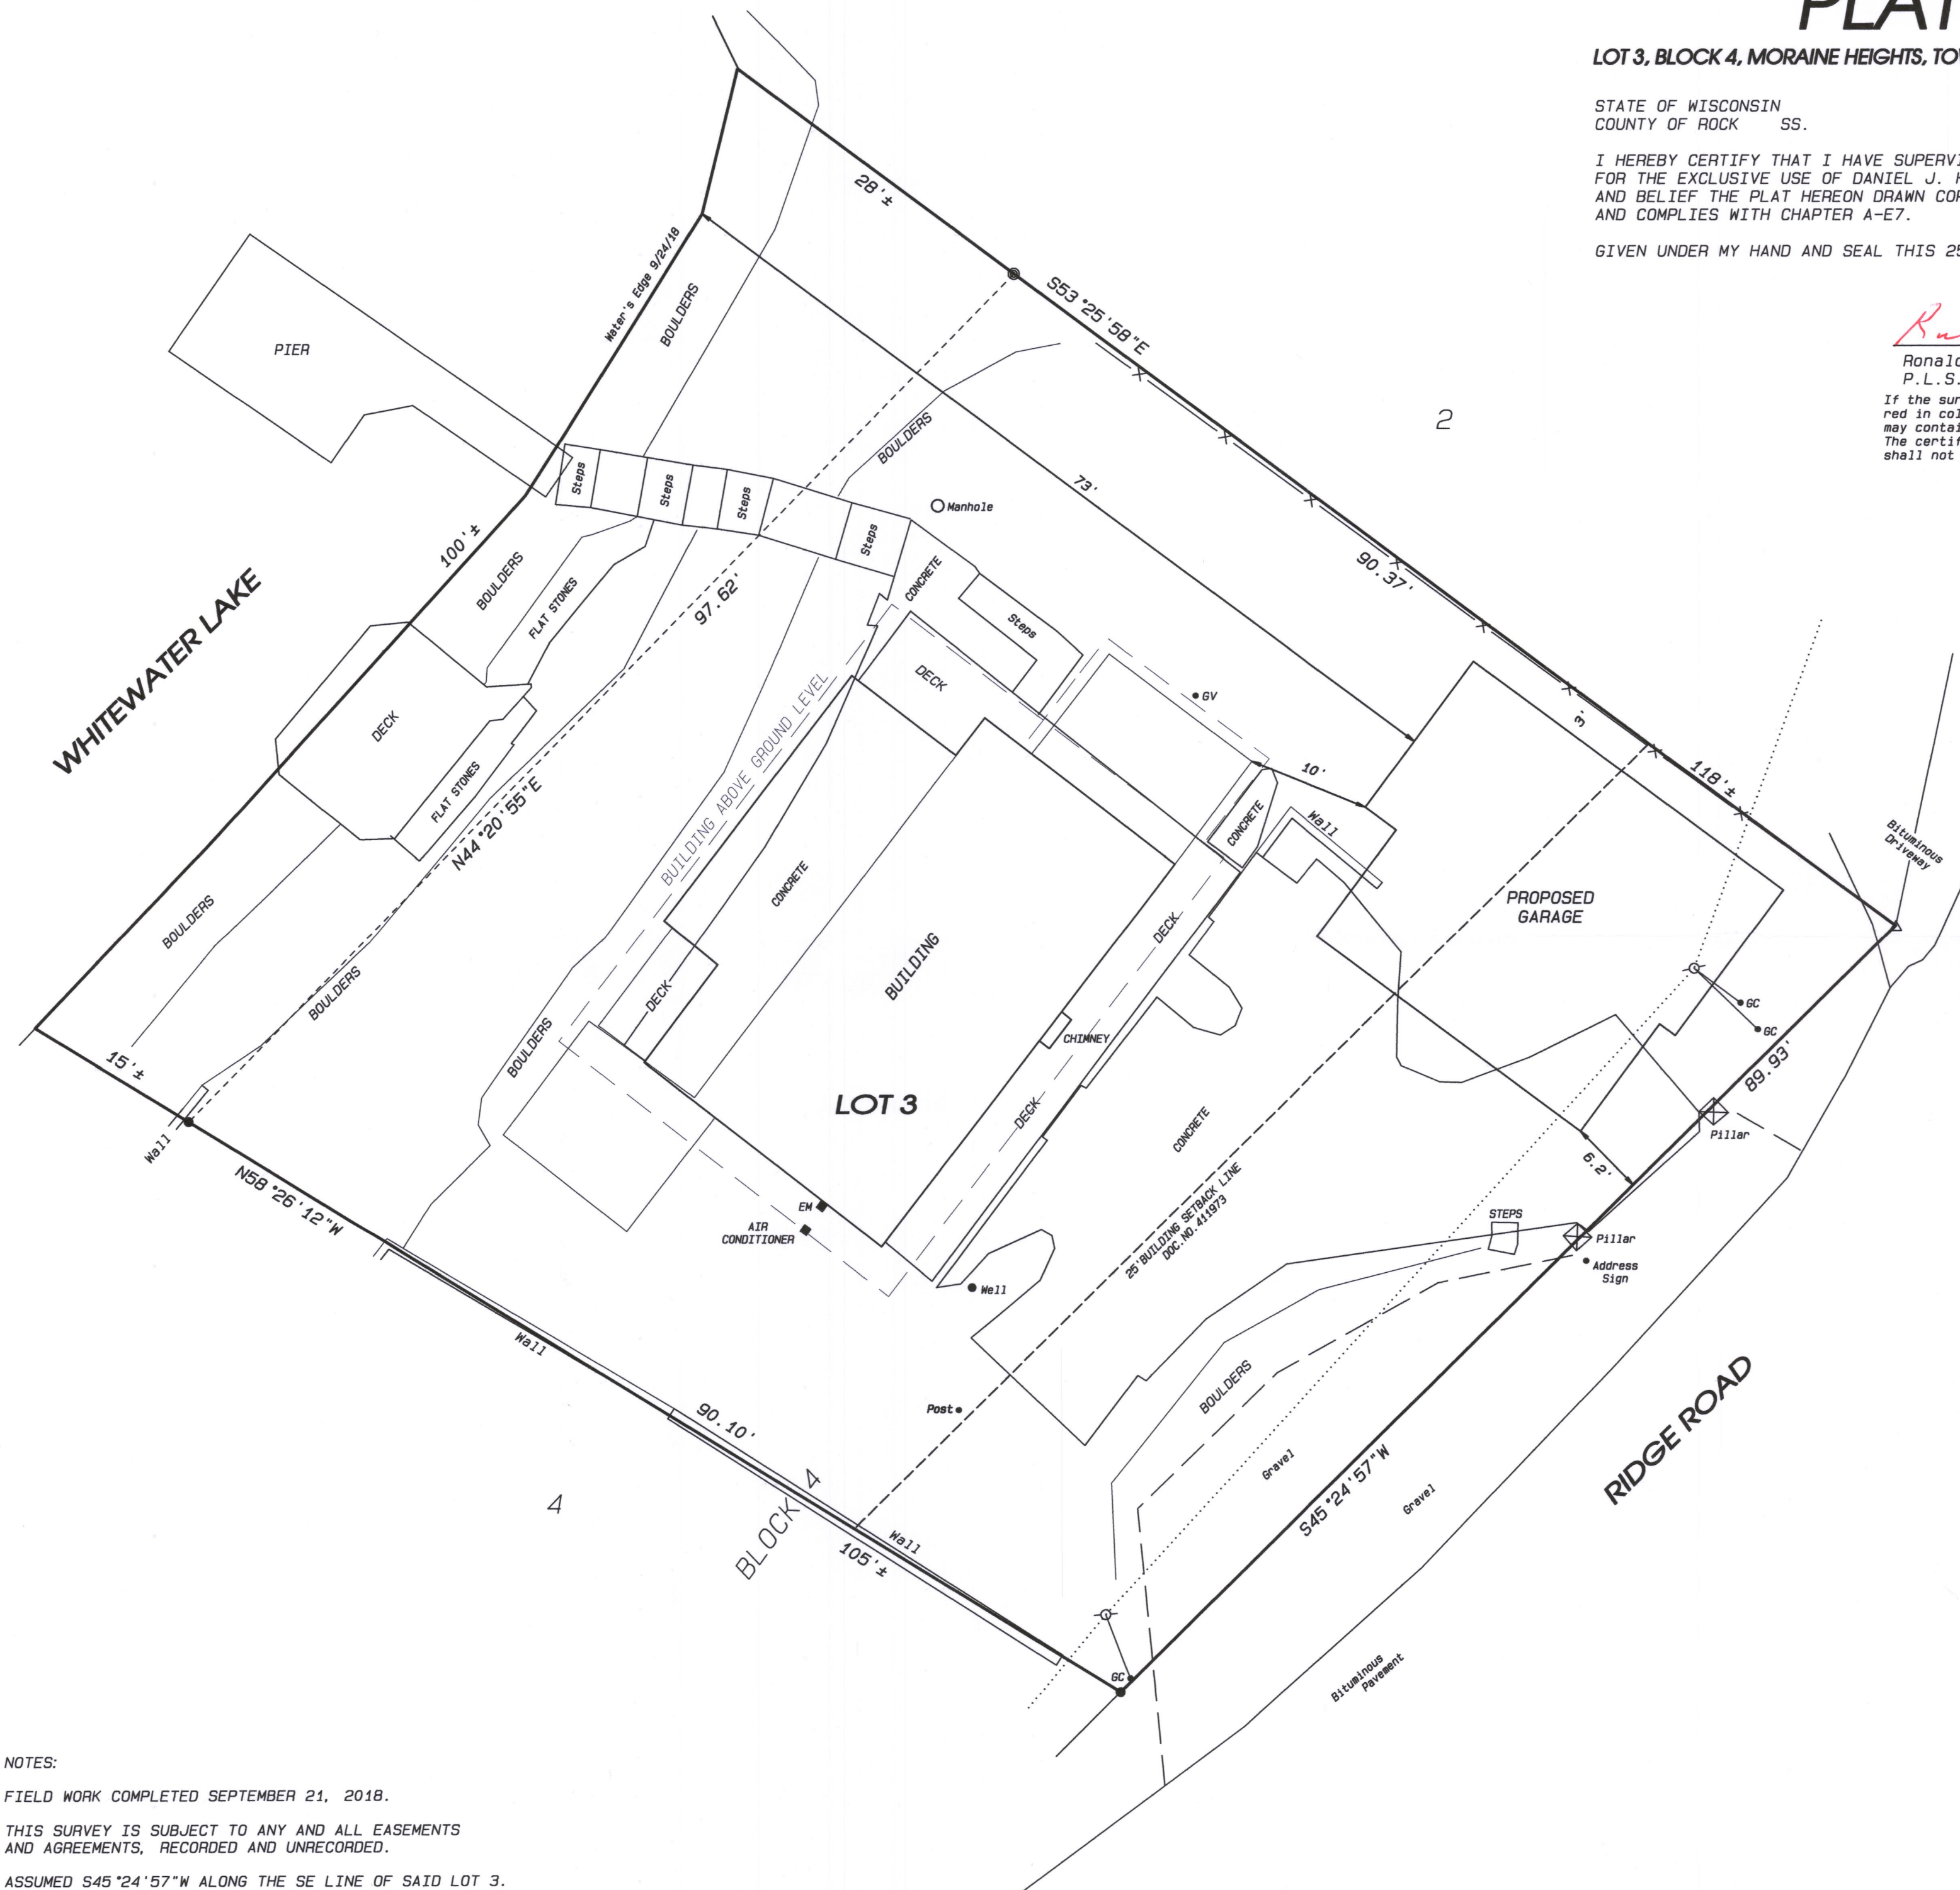 PLAT
LOT 3, BLOCK 4, MORAINE HEIGHTS,
STATE OF WISCONSIN
COUNTY OF ROCK SS.
I HEREBY CERTIFY THAT I HAVE
FOR THE EXCLUSIVE USE OF DANIEL J.
AND BELIEF THE PLAT HEREON DRAWN
AND COMPLIES WITH CHAPTER A-E7.
GIVEN UNDER MY HAND AND SEAL THIS 25
Ronald
P.L.S.
If the
red in
may
The
shall not
28'±
S53°25'58"E
Water's Edge 9/24/18
BOULDERS
PIER
2
BOULDERS
73'
Steps
Steps
Steps
Steps
Manhole
100'±
BOULDERS
FLAT STONES
97.62'
CONCRETE
Steps
90.37'
WHITEWATER LAKE
DECK
DECK
GV
3'
118'±
10'
BUILDING ABOVE GROUND LEVEL
FLAT STONES
N44°20'55"E
CONCRETE
Wall
Bituminous
Driveway
CONCRETE
PROPOSED
GARAGE
BOULDERS
BOULDERS
DECK
BUILDING
DECK
GC
GC
BOULDERS
CHIMNEY
89.93'
15'±
LOT 3
DECK
CONCRETE
Pillar
Wall
6.2'
N58°26'12"W
EM
AIR
CONDITIONER
STEPS
Pillar
Address
Sign
25'BUILDING SETBACK LINE
DOC.NO.411973
Well
Wall
BOULDERS
Post
90.10'
RIDGE ROAD
Gravel
S45°24'57"W
Gravel
4
BLOCK 4
Wall
105'±
GC
Bituminous
Pavement
NOTES:
FIELD WORK COMPLETED SEPTEMBER 21, 2018.
THIS SURVEY IS SUBJECT TO ANY AND ALL EASEMENTS
AND AGREEMENTS, RECORDED AND UNRECORDED.
ASSUMED S45°24'57"W ALONG THE SE LINE OF SAID LOT 3.